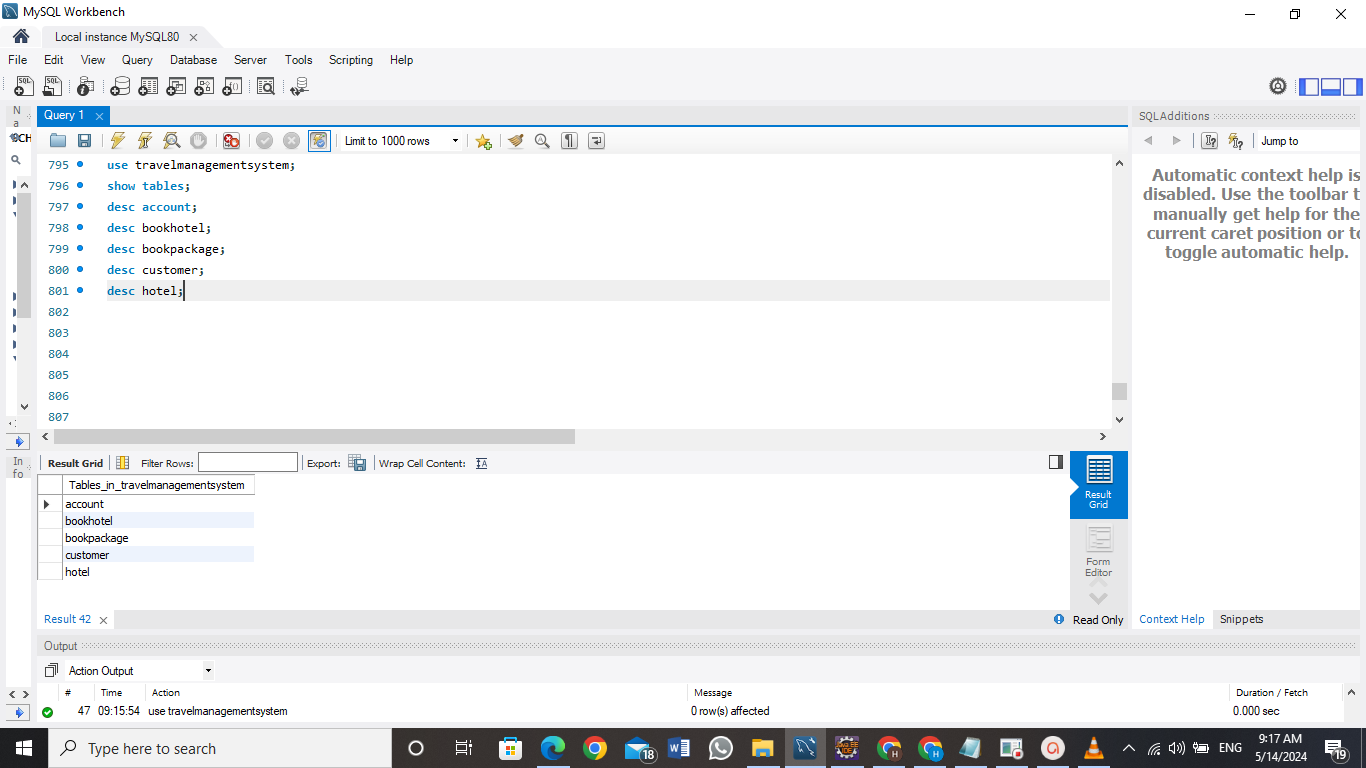 MySQL Workbench
Local instance MySQL80
File Edit View Query Database Server Tools Scripting Help
Na
Query 1
SQLAdditions
SCH
Limit to 1000 rows
Jump to
795 use travelmanagementsystem;
796 show tables;
797 desc account;
798 desc bookhotel;
799 desc bookpackage;
800 desc customer;
801 desc hotel;
802
803
804
805
806
807
Automatic context help is
disabled. Use the toolbar t
manually get help for the
current caret position or to
toggle automatic help.
Info
Result Grid Filter Rows: Export: Wrap Cell Content:
Tables_in_travelmanagementsystem
account
bookhotel
bookpackage
customer
hotel
Result Grid
Form Editor
Result 42
Read Only
Context Help Snippets
Output
Action Output
# Time Action Message Duration / Fetch
47 09:15:54 use travelmanagementsystem 0 row(s) affected 0.000 sec
Type here to search
18
ENG
9:17 AM
5/14/2024
19